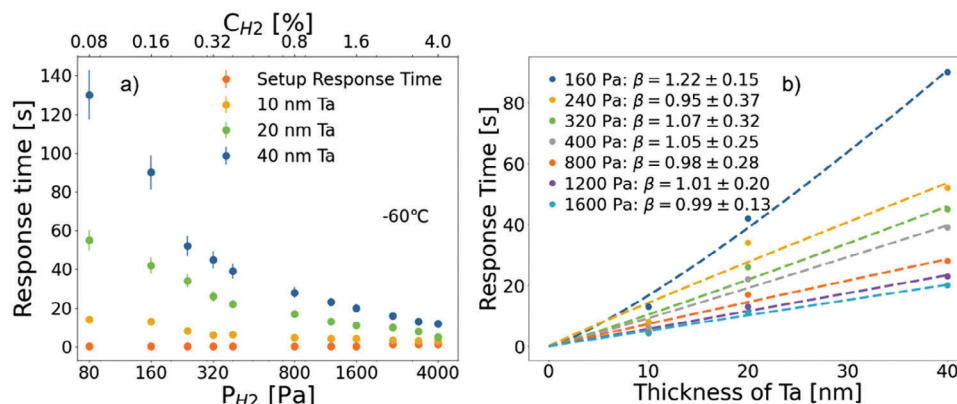 C_{H2} [%]
0.08 0.16 0.32 0.8 1.6 4.0
a)
Setup Response Time
10 nm Ta
20 nm Ta
40 nm Ta
-60°C
Response time [s]
140
120
100
80
60
40
20
0
80 160 320 800 1600 4000
P_{H2} [Pa]
b)
160 Pa: β = 1.22 ± 0.15
240 Pa: β = 0.95 ± 0.37
320 Pa: β = 1.07 ± 0.32
400 Pa: β = 1.05 ± 0.25
800 Pa: β = 0.98 ± 0.28
1200 Pa: β = 1.01 ± 0.20
1600 Pa: β = 0.99 ± 0.13
Response Time [s]
80
60
40
20
0
0 10 20 30 40
Thickness of Ta [nm]